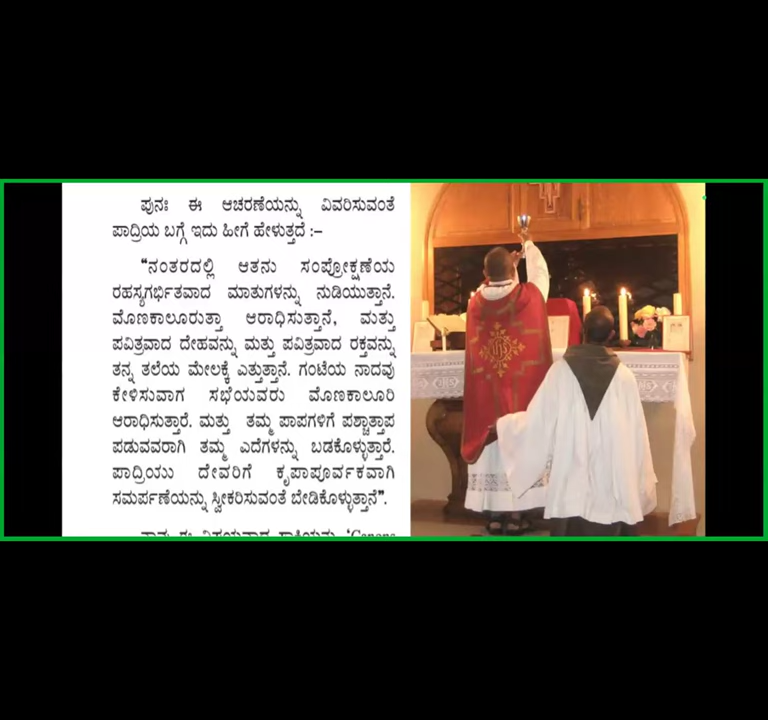 ಪುನಃ ಈ ಆಚರಣೆಯನ್ನು ವಿವರಿಸುವಂತೆ
ಪಾದ್ರಿಯ ಬಗ್ಗೆ ಇದು ಹೀಗೆ ಹೇಳುತ್ತದೆ :–
“ನಂತರದಲ್ಲಿ ಆತನು ಸಂಪ್ರೋಕ್ಷಣೆಯ
ರಹಸ್ಯಗರ್ಭಿತವಾದ ಮಾತುಗಳನ್ನು ನುಡಿಯುತ್ತಾನೆ.
ಮೊಣಕಾಲೂರುತ್ತಾ ಆರಾಧಿಸುತ್ತಾನೆ, ಮತ್ತು
ಪವಿತ್ರವಾದ ದೇಹವನ್ನು ಮತ್ತು ಪವಿತ್ರವಾದ ರಕ್ತವನ್ನು
ತನ್ನ ತಲೆಯ ಮೇಲಕ್ಕೆ ಎತ್ತುತ್ತಾನೆ. ಗಂಟೆಯ ನಾದವು
ಕೇಳಿಸುವಾಗ ಸಭೆಯವರು ಮೊಣಕಾಲೂರಿ
ಆರಾಧಿಸುತ್ತಾರೆ. ಮತ್ತು ತಮ್ಮ ಪಾಪಗಳಿಗೆ ಪಶ್ಚಾತ್ತಾಪ
ಪಡುವವರಾಗಿ ತಮ್ಮ ಎದೆಗಳನ್ನು ಬಡಕೊಳ್ಳುತ್ತಾರೆ.
ಪಾದ್ರಿಯು ದೇವರಿಗೆ ಕೃಪಾಪೂರ್ವಕವಾಗಿ
ಸಮರ್ಪಣೆಯನ್ನು ಸ್ವೀಕರಿಸುವಂತೆ ಬೇಡಿಕೊಳ್ಳುತ್ತಾನೆ”.
IHS